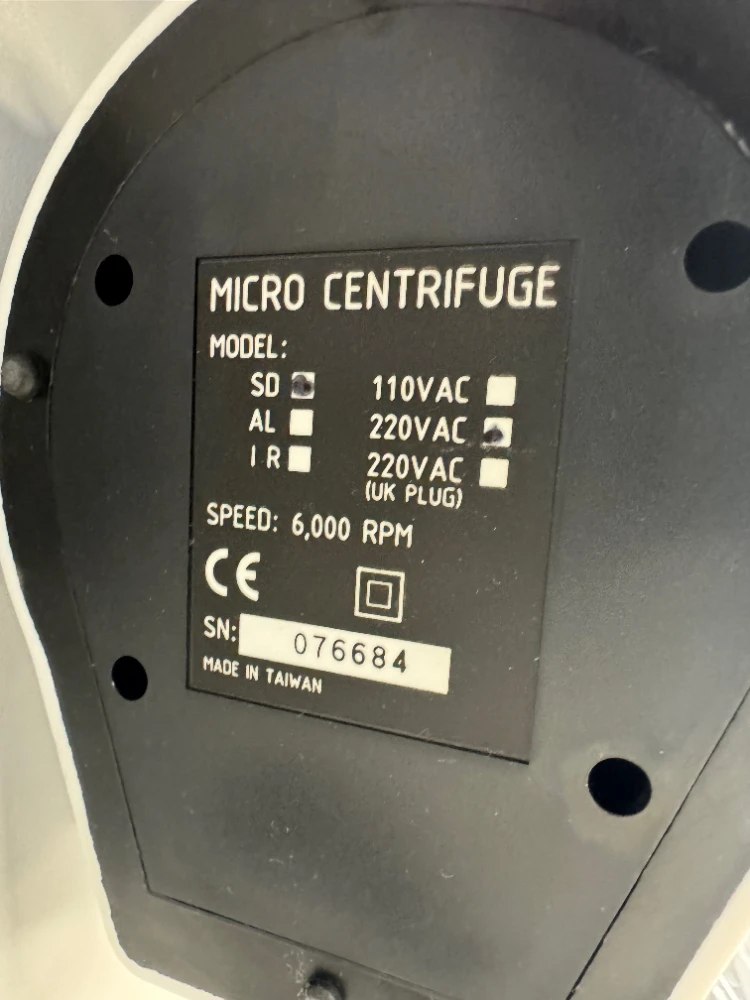 MICRO CENTRIFUGE
MODEL:
SD 110VAC
AL 220VAC
IR 220VAC
(UK PLUG)
SPEED: 6,000 RPM
CE
SN: 076684
MADE IN TAIWAN